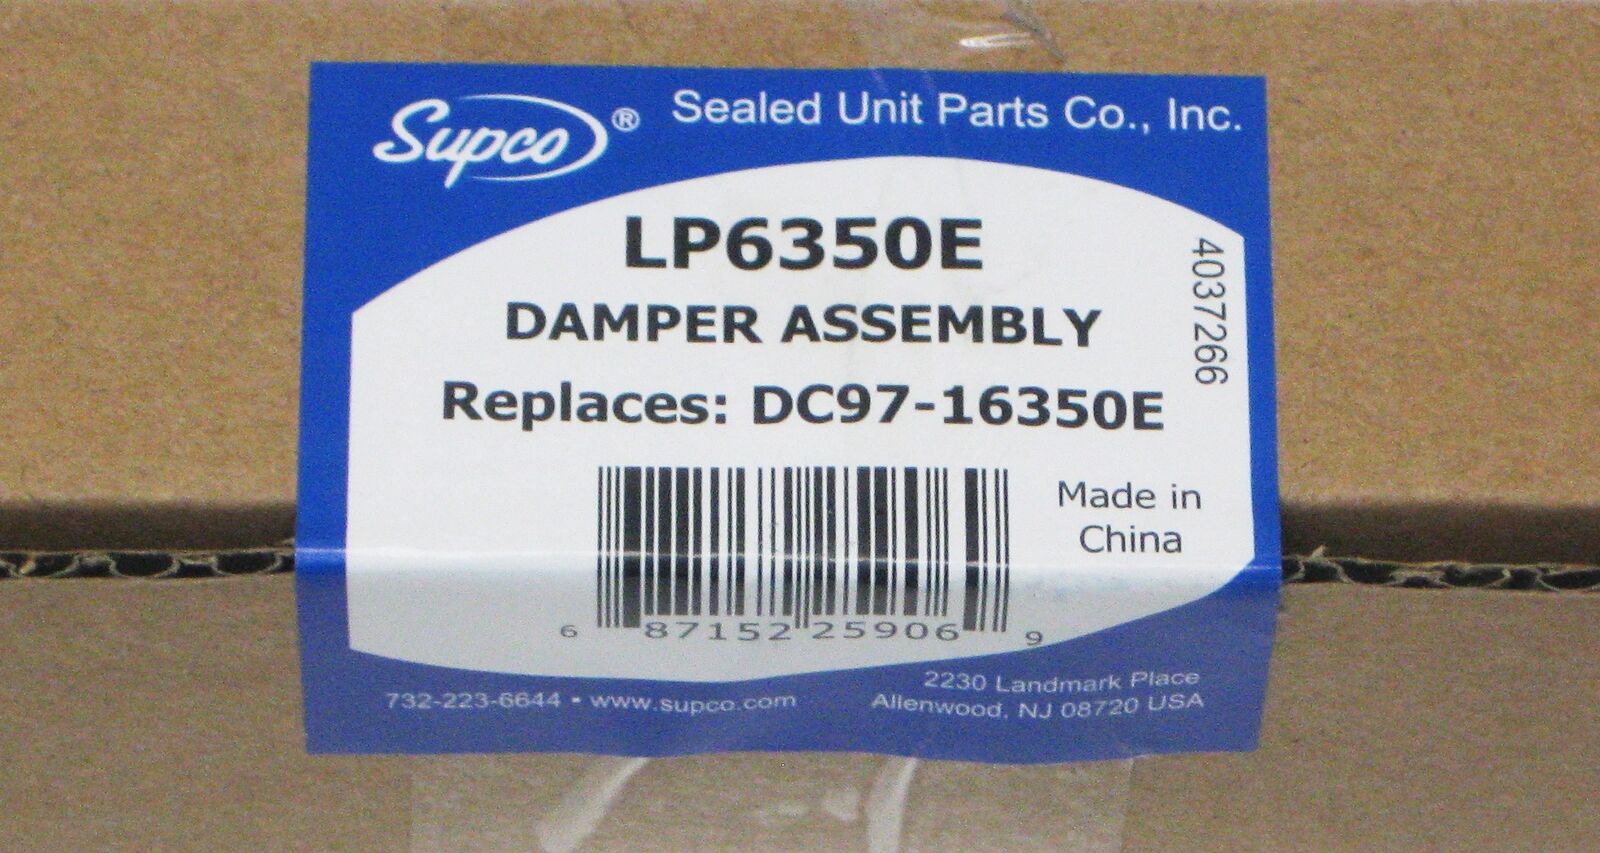 Supco® Sealed Unit Parts Co., Inc.
LP6350E
DAMPER ASSEMBLY
Replaces: DC97-16350E
4037266
Made in
China
6 87152 25906 9
732-223-6644 • www.supco.com
2230 Landmark Place
Allenwood, NJ 08720 USA